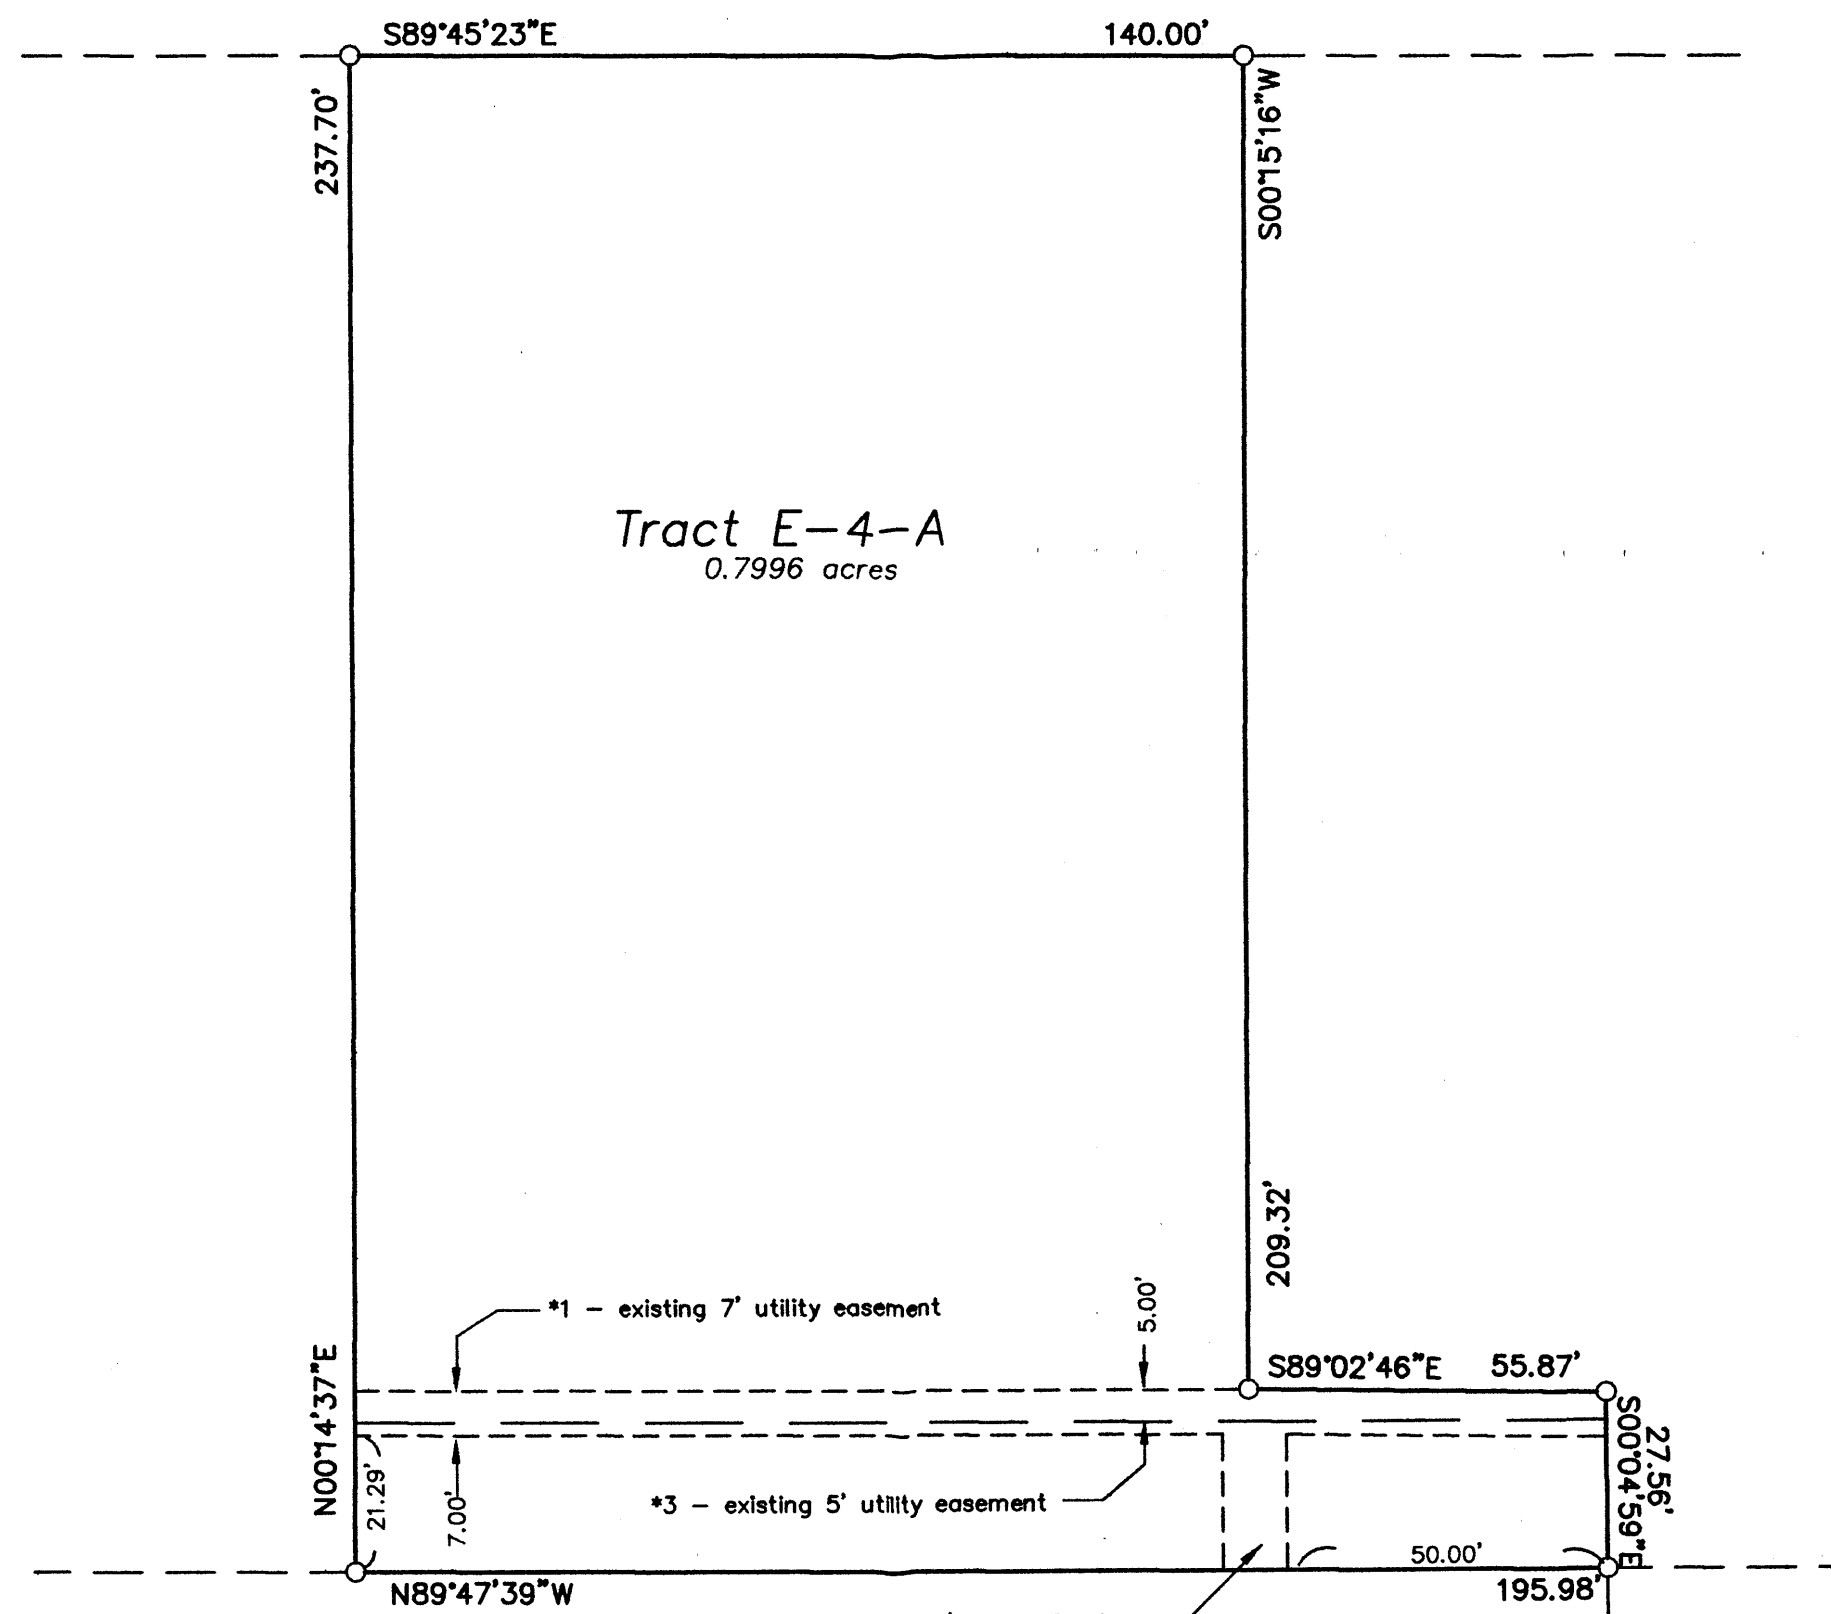 S89°45'23"E 140.00'
237.70'
S00°15'16"W
Tract E-4-A
0.7996 acres
209.32'
5.00'
*1 - existing 7' utility easement
S89°02'46"E 55.87'
N00°14'37"E
21.29'
7.00'
*3 - existing 5' utility easement
S00°04'59"E
27.56'
50.00'
N89°47'39"W 195.98'